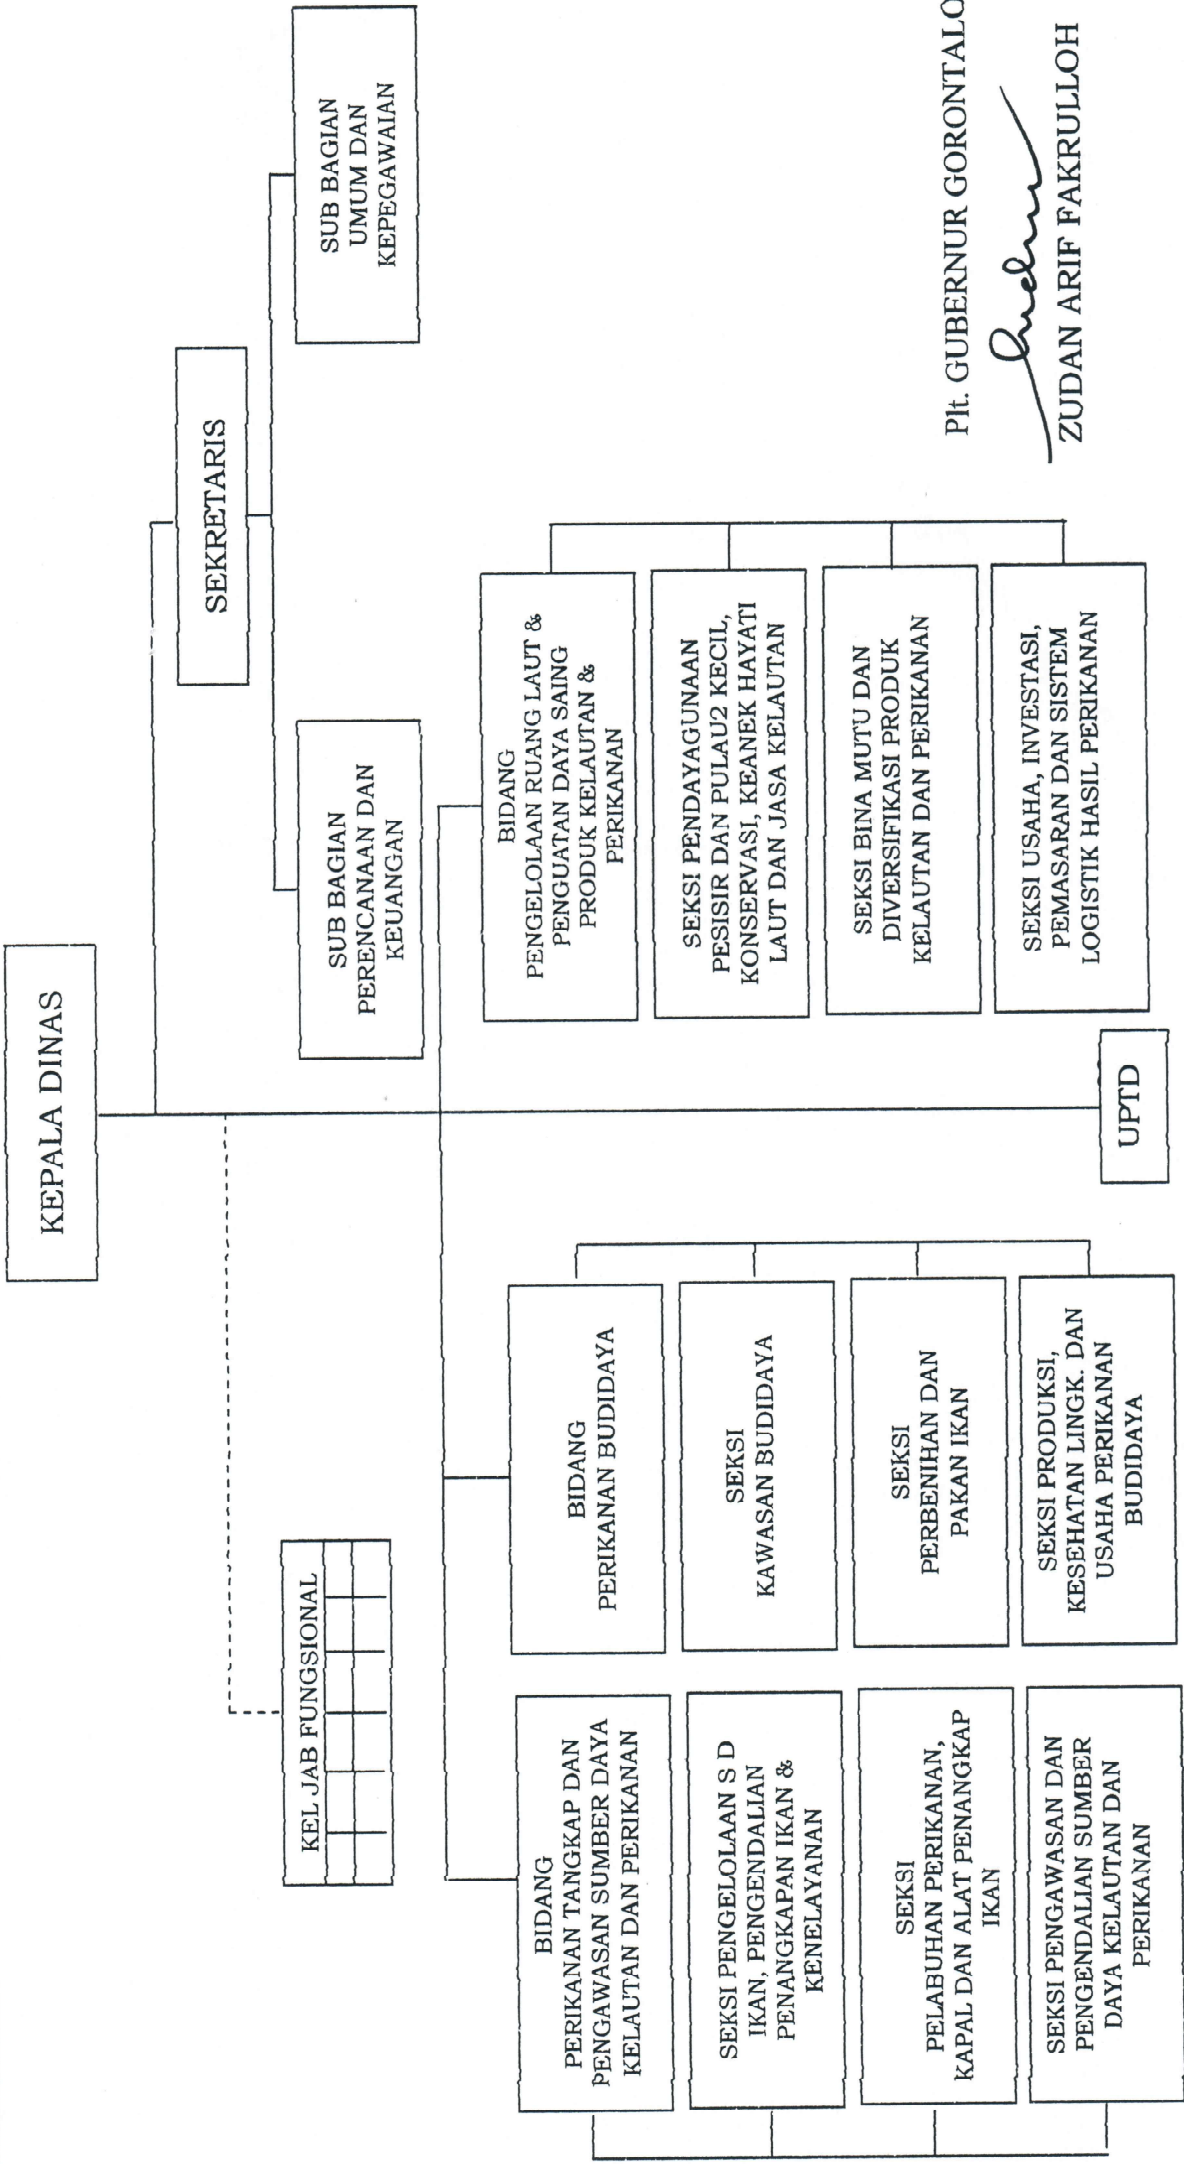 KEPALA DINAS
SEKRETARIS
SUB BAGIAN
PERENCANAAN DAN
KEUANGAN
SUB BAGIAN
UMUM DAN
KEPEGAWAIAN
KEL JAB FUNGSIONAL
BIDANG
PERIKANAN TANGKAP DAN
PENGAWASAN SUMBER DAYA
KELAUTAN DAN PERIKANAN
SEKSI PENGELOLAAN S D
IKAN, PENGENDALIAN
PENANGKAPAN IKAN &
KENELAYANAN
SEKSI
PELABUHAN PERIKANAN,
KAPAL DAN ALAT PENANGKAP
IKAN
SEKSI PENGAWASAN DAN
PENGENDALIAN SUMBER
DAYA KELAUTAN DAN
PERIKANAN
BIDANG
PERIKANAN BUDIDAYA
SEKSI
KAWASAN BUDIDAYA
SEKSI
PERBENIHAN DAN
PAKAN IKAN
SEKSI PRODUKSI,
KESEHATAN LINGK. DAN
USAHA PERIKANAN
BUDIDAYA
BIDANG
PENGELOLAAN RUANG LAUT &
PENGUATAN DAYA SAING
PRODUK KELAUTAN &
PERIKANAN
SEKSI PENDAYAGUNAAN
PESISIR DAN PULAU2 KECIL,
KONSERVASI, KEANEK HAYATI
LAUT DAN JASA KELAUTAN
SEKSI BINA MUTU DAN
DIVERSIFIKASI PRODUK
KELAUTAN DAN PERIKANAN
SEKSI USAHA, INVESTASI,
PEMASARAN DAN SISTEM
LOGISTIK HASIL PERIKANAN
UPTD
Plt. GUBERNUR GORONTALO
ZUDAN ARIF FAKRULLOH